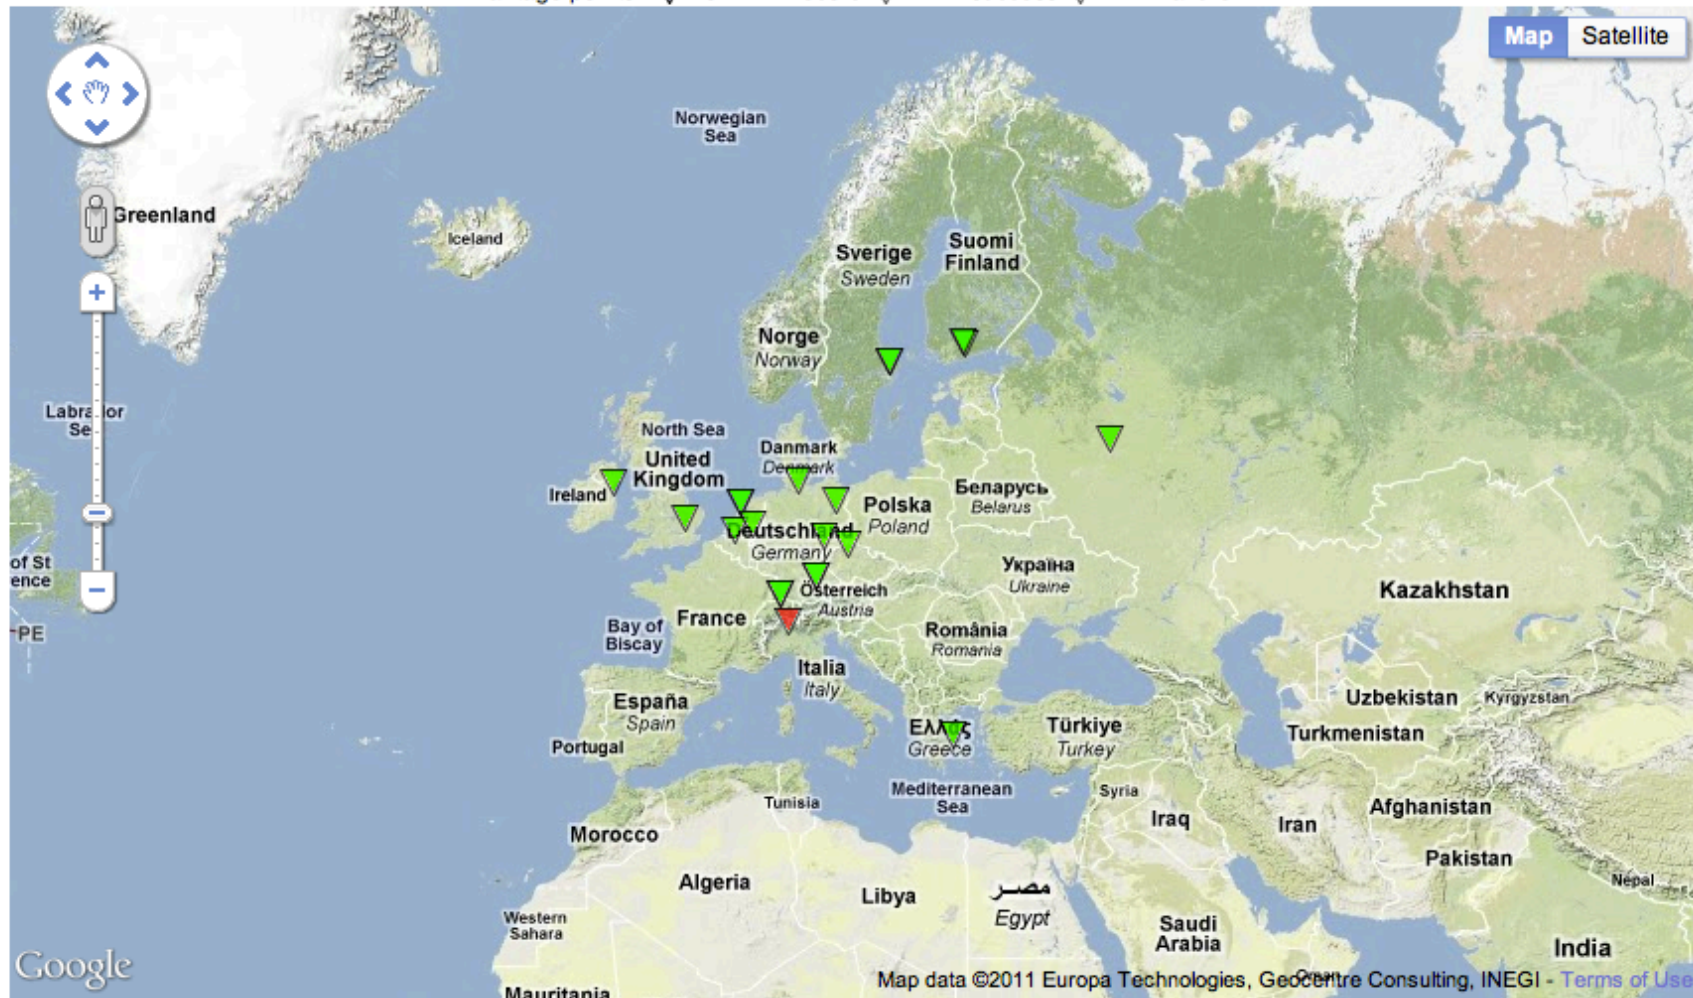 Map Satellite
Norwegian
Sea
Greenland
Iceland
Sverige
Sweden
Suomi
Finland
Norge
Norway
North Sea
Danmark
Denmark
United
Kingdom
Ireland
Polska
Poland
Беларусь
Belarus
Deutschland
Germany
Україна
Ukraine
Kazakhstan
of St
ence
PE
Österreich
Austria
France
Bay of
Biscay
România
Romania
Italia
Italy
España
Spain
Portugal
Greece
Türkiye
Turkey
Uzbekistan
Kyrgyzstan
Turkmenistan
Mediterranean
Sea
Tunisia
Syria
Iraq
Iran
Afghanistan
Pakistan
Nepal
Morocco
Algeria
Libya
مصر
Egypt
Western
Sahara
Saudi
Arabia
India
Mauritania
Google
Map data ©2011 Europa Technologies, Geocentre Consulting, INEGI - Terms of Use